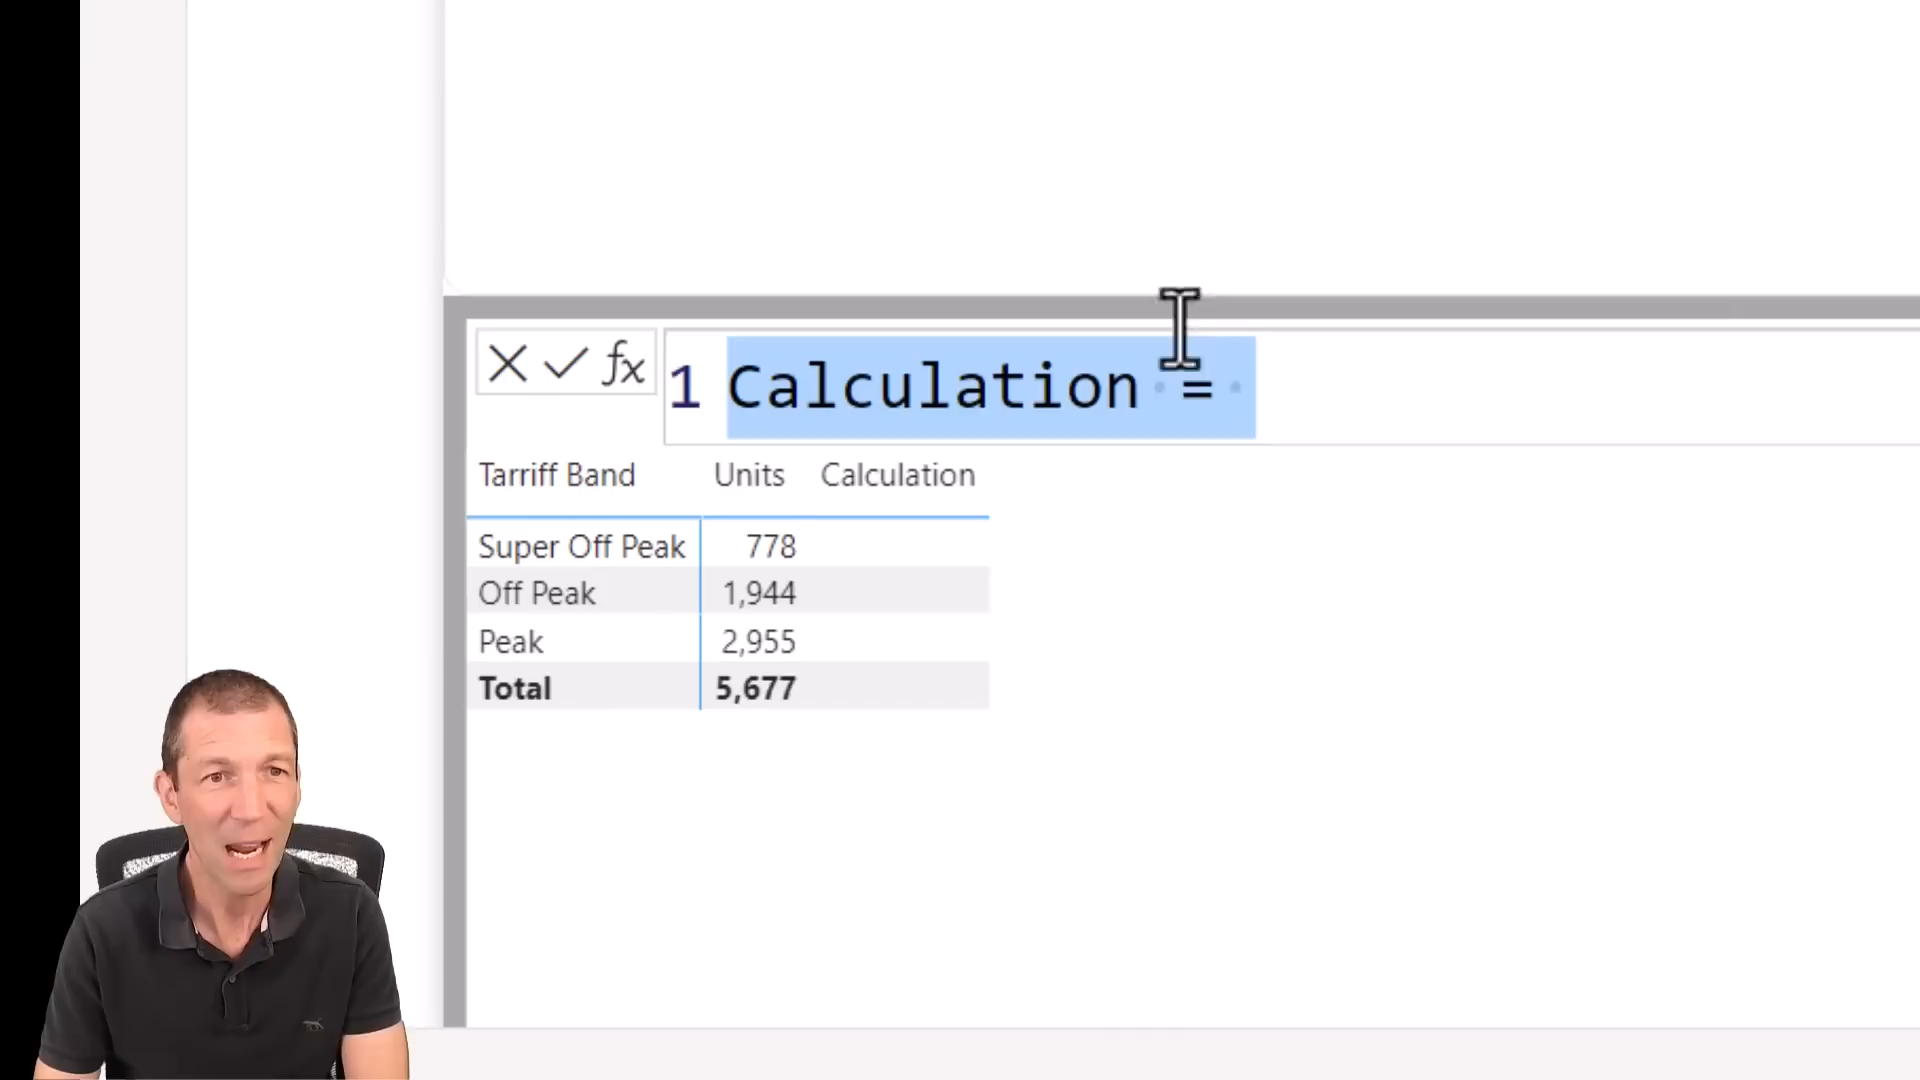 fx
1 Calculation =
Tarriff Band Units Calculation
Super Off Peak 778
Off Peak 1,944
Peak 2,955
Total 5,677